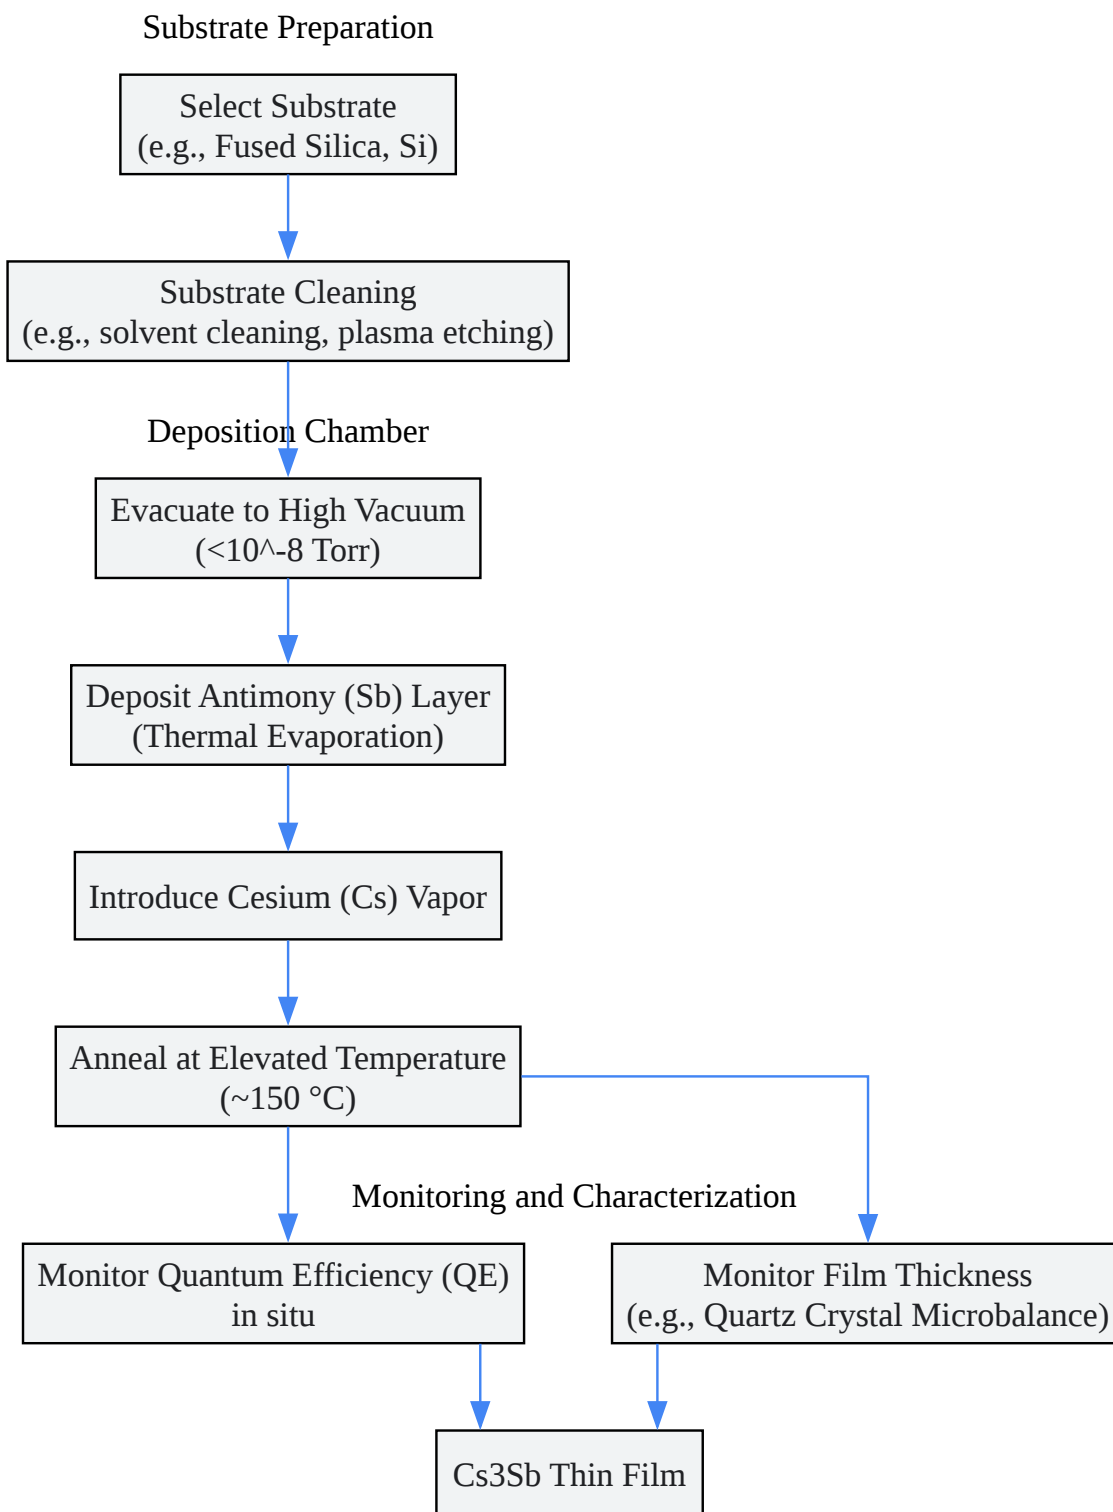 Substrate Preparation
Select Substrate
(e.g., Fused Silica, Si)
Substrate Cleaning
(e.g., solvent cleaning, plasma etching)
Deposition Chamber
Evacuate to High Vacuum
(<10^-8 Torr)
Deposit Antimony (Sb) Layer
(Thermal Evaporation)
Introduce Cesium (Cs) Vapor
Anneal at Elevated Temperature
(~150 °C)
Monitoring and Characterization
Monitor Quantum Efficiency (QE)
in situ
Monitor Film Thickness
(e.g., Quartz Crystal Microbalance)
Cs3Sb Thin Film